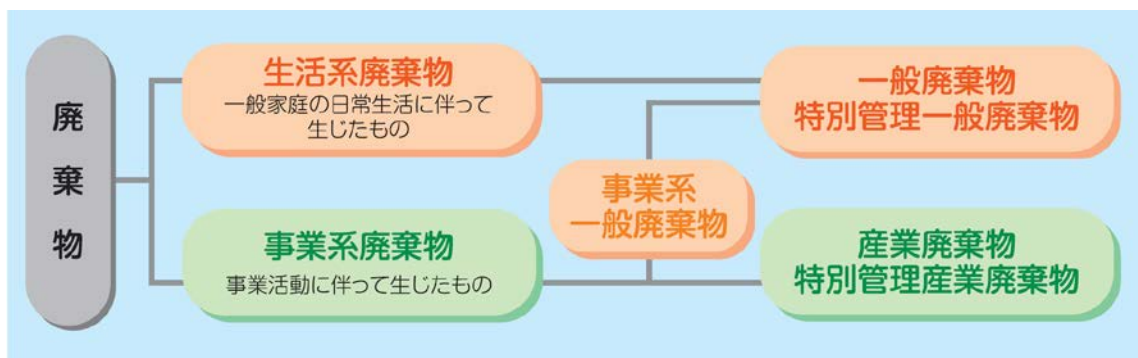 廃棄物
生活系廃棄物
一般家庭の日常生活に伴って
生じたもの
事業系廃棄物
事業活動に伴って生じたもの
事業系
一般廃棄物
一般廃棄物
特別管理一般廃棄物
産業廃棄物
特別管理産業廃棄物